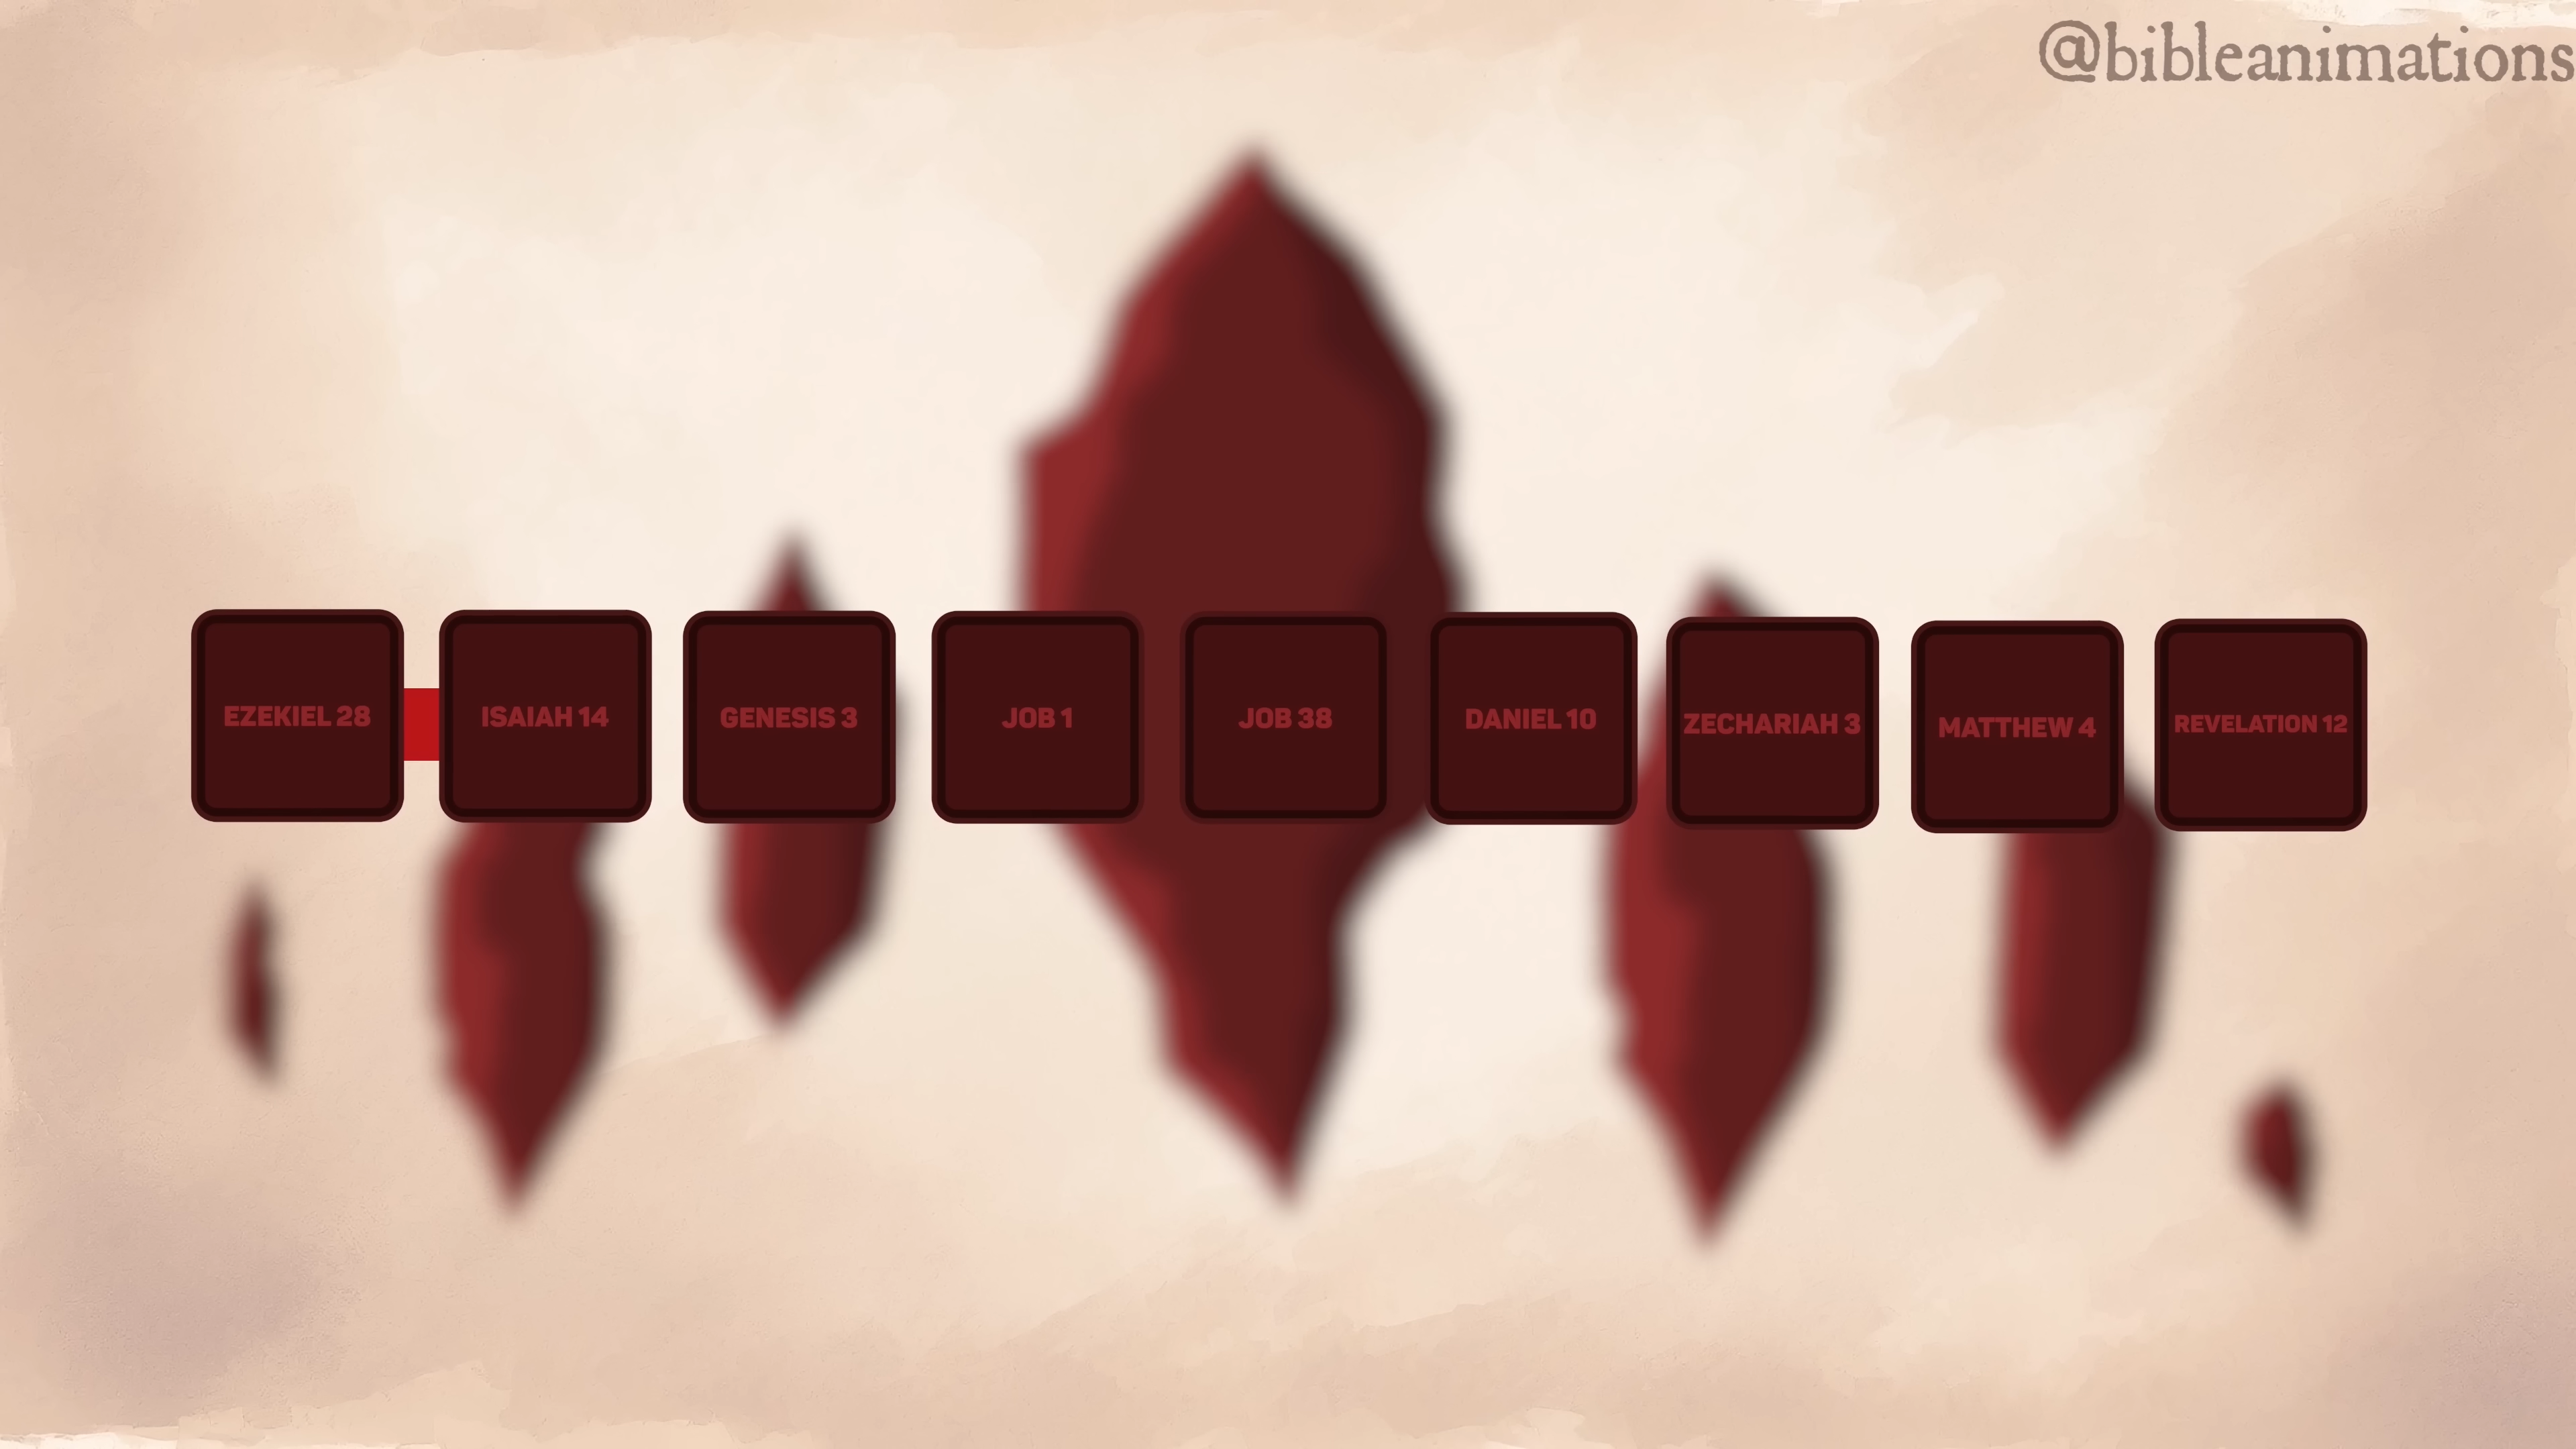 @bibleanimations
EZEKIEL 28
ISAIAH 14
GENESIS 3
JOB 1
JOB 38
DANIEL 10
ZECHARIAH 3
MATTHEW 4
REVELATION 12